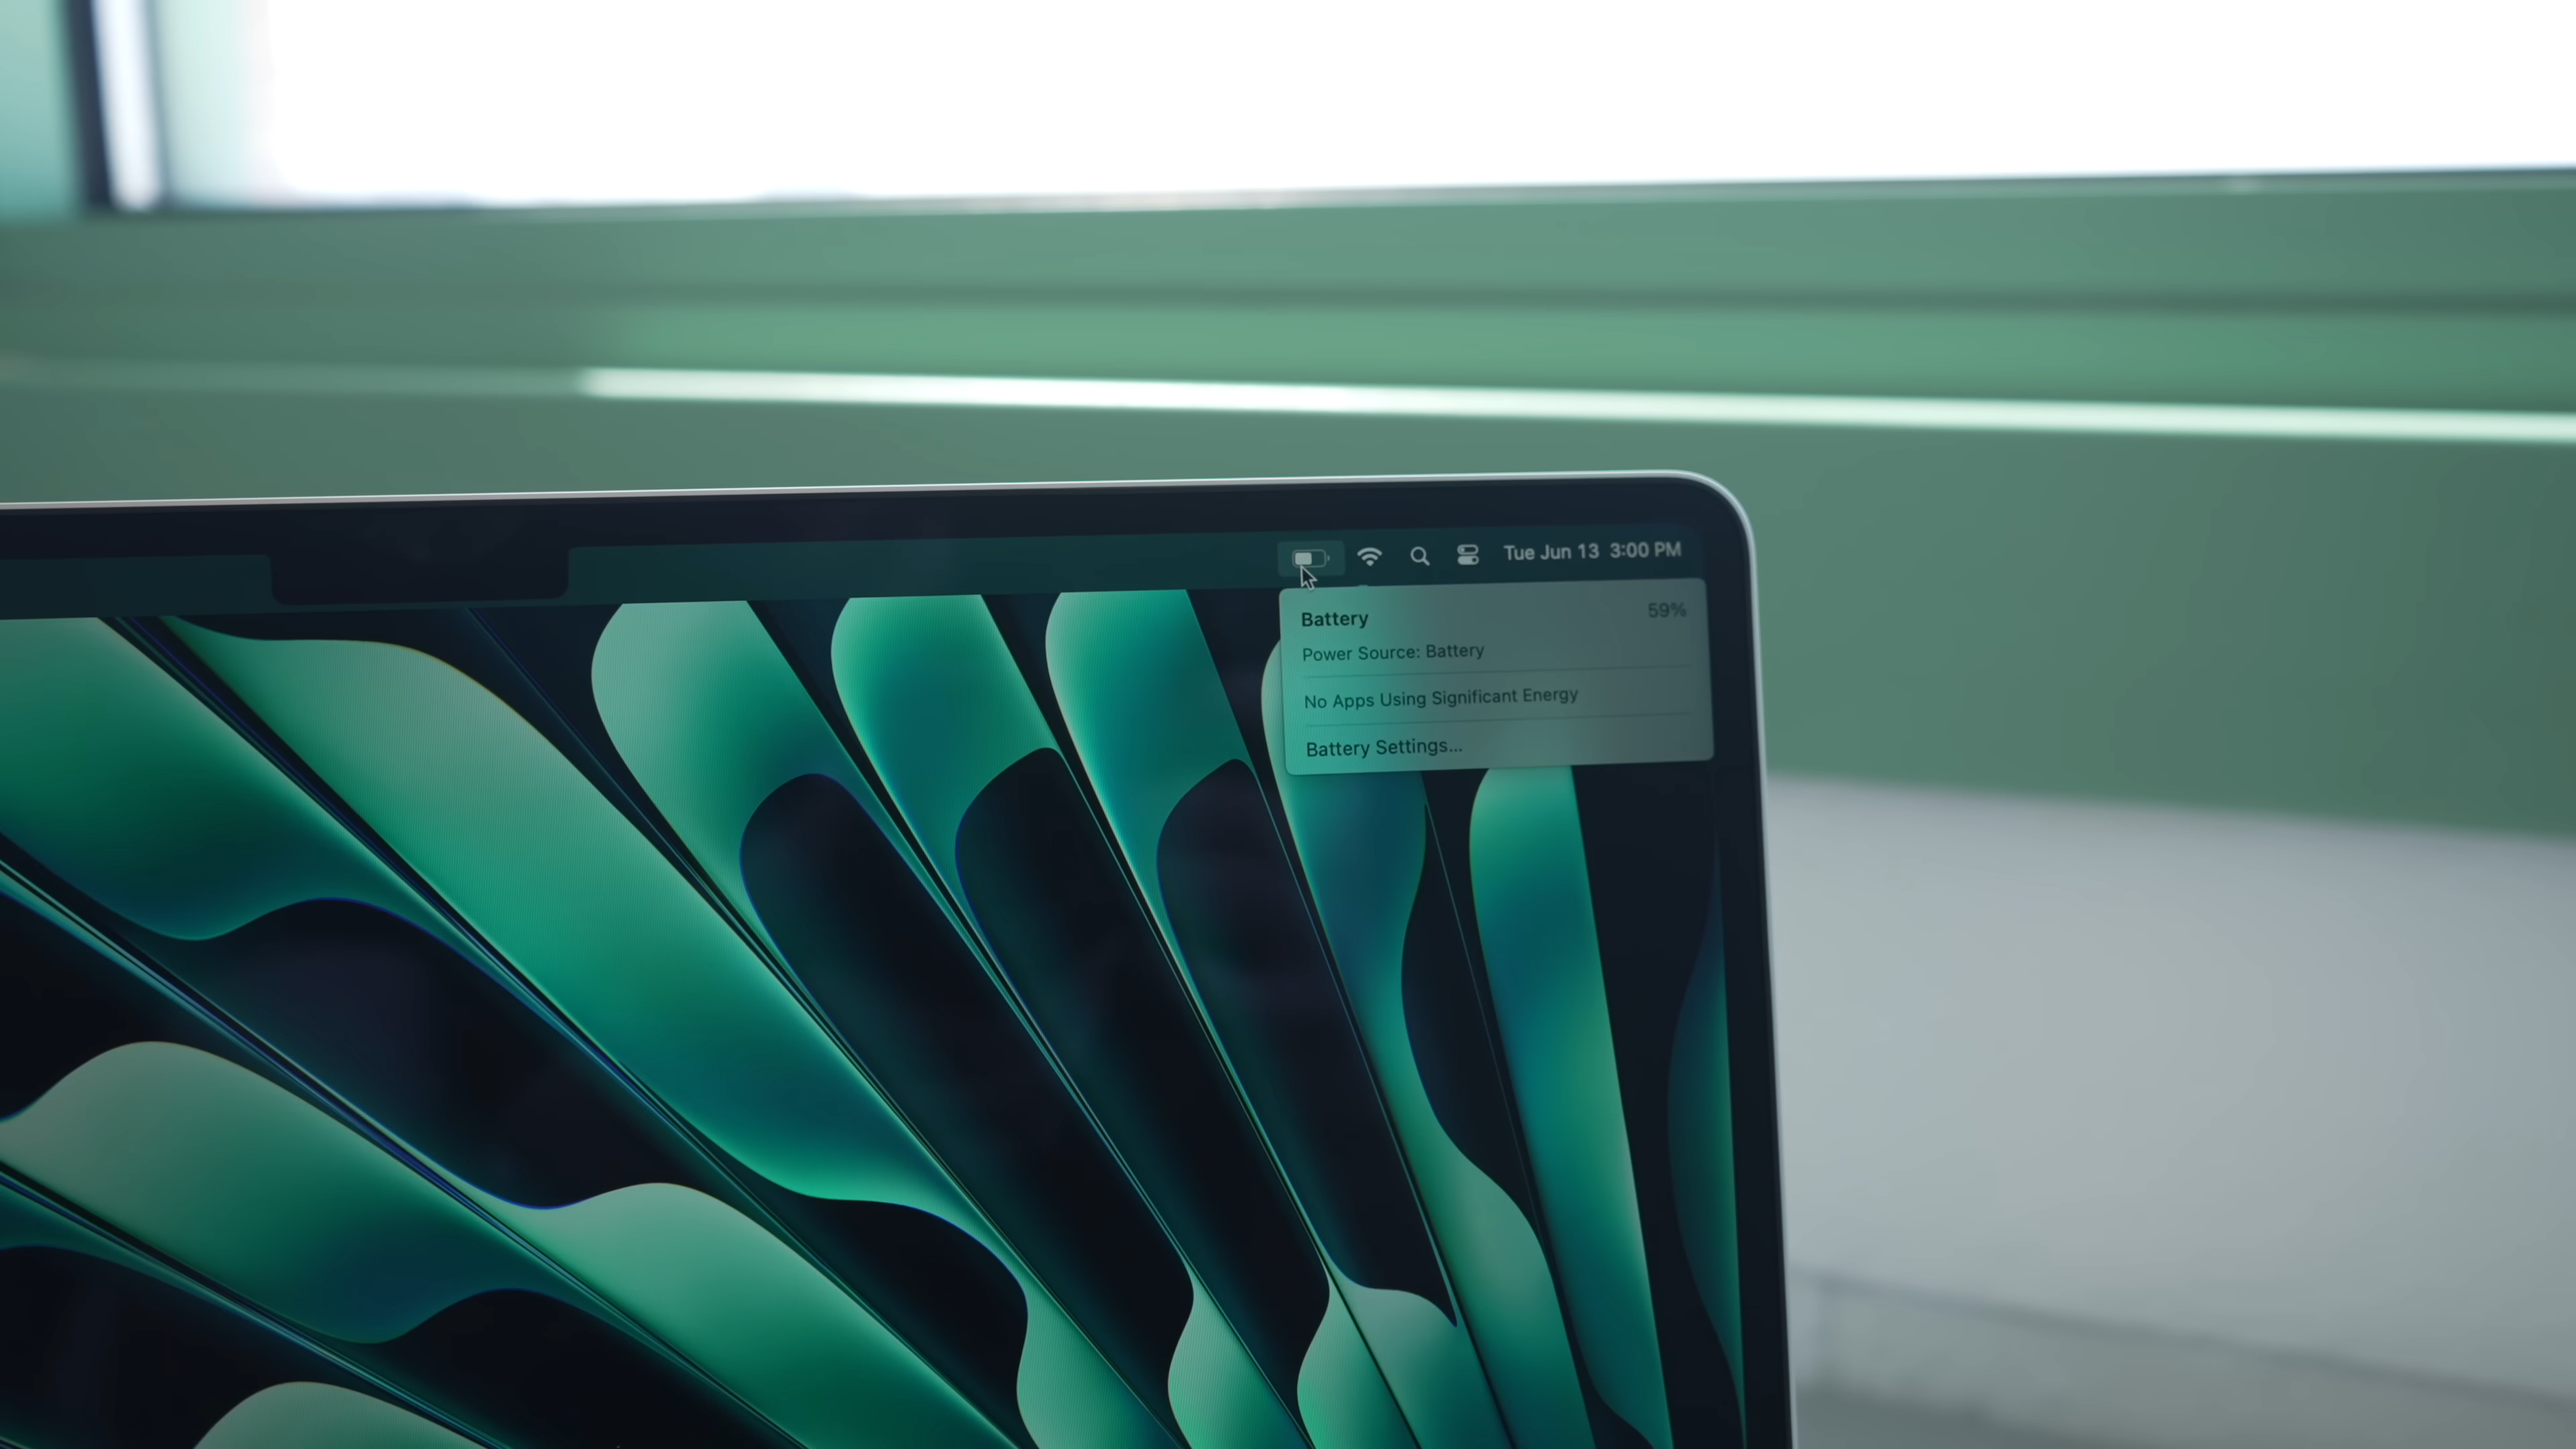 Tue Jun 13 3:00 PM
Battery 59%
Power Source: Battery
No Apps Using Significant Energy
Battery Settings...